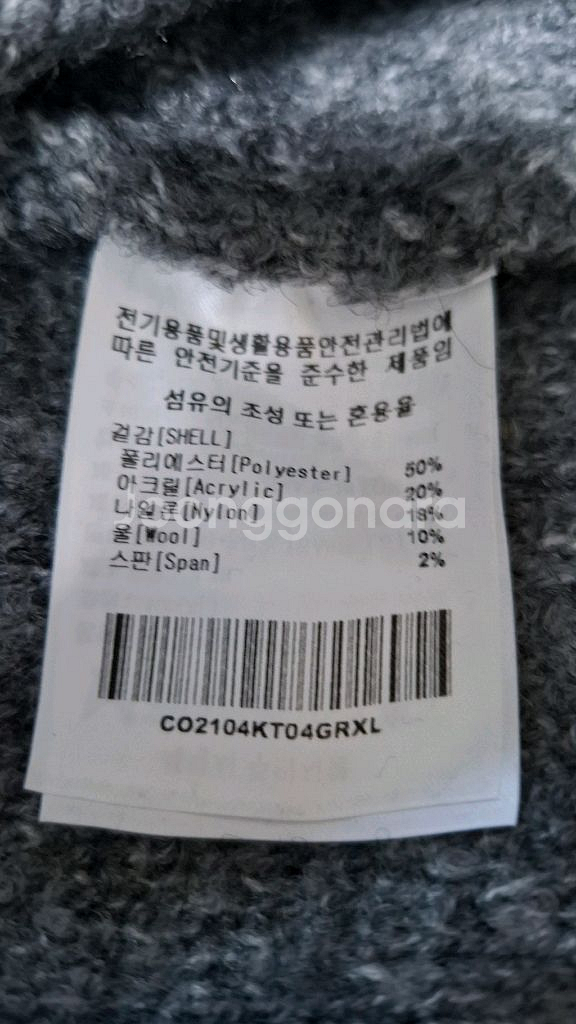 전기용품및생활용품안전관리법에
따른 안전기준을 준수한 제품임
섬유의 조성 또는 혼용율
겉감[SHELL]
폴리에스터[Polyester] 50%
아크릴[Acrylic] 20%
나일론[Nylon] 18%
joonggonara
울[Wool] 10%
스판[Span] 2%
CO2104KT04GRXL